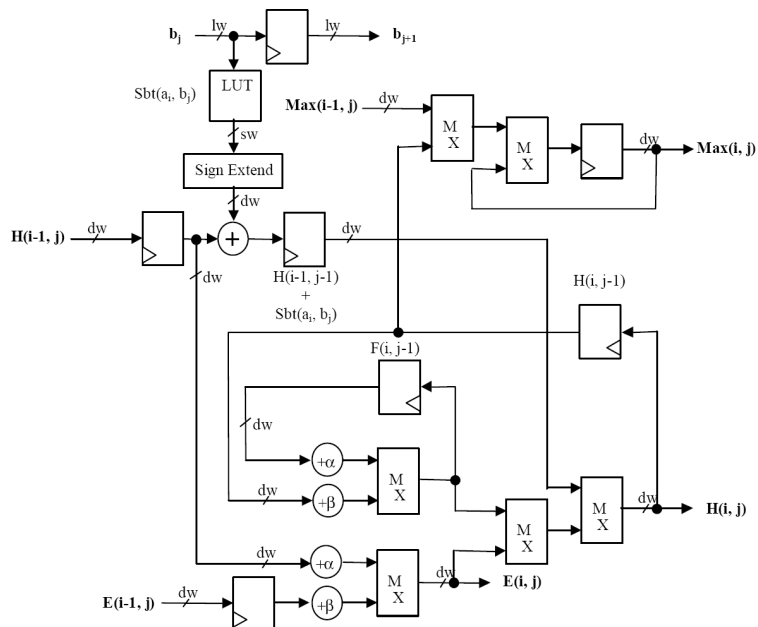 bj lw lw bj+1
LUT
Sbt(ai, bj)
sw
Sign Extend
dw
Max(i-1, j) dw
M X
M X
dw Max(i, j)
H(i-1, j) dw
+
dw
dw
H(i-1, j-1)
+
Sbt(ai, bj)
H(i, j-1)
F(i, j-1)
dw
+α
M X
dw +β
M X
M X
dw H(i, j)
dw +α
M X
dw E(i, j)
E(i-1, j) dw +β